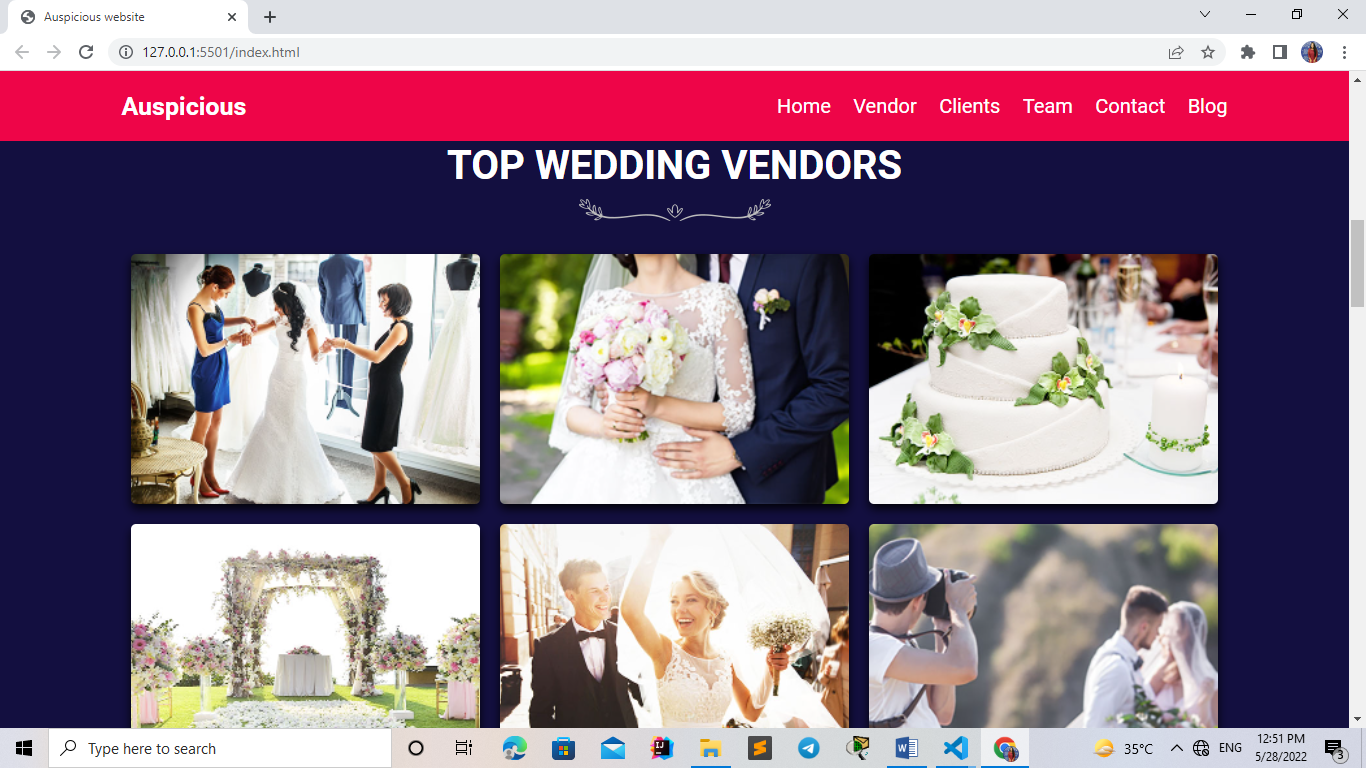 Auspicious website
127.0.0.1:5501/index.html
Auspicious
Home Vendor Clients Team Contact Blog
TOP WEDDING VENDORS
Type here to search
35°C
ENG
12:51 PM
5/28/2022
3